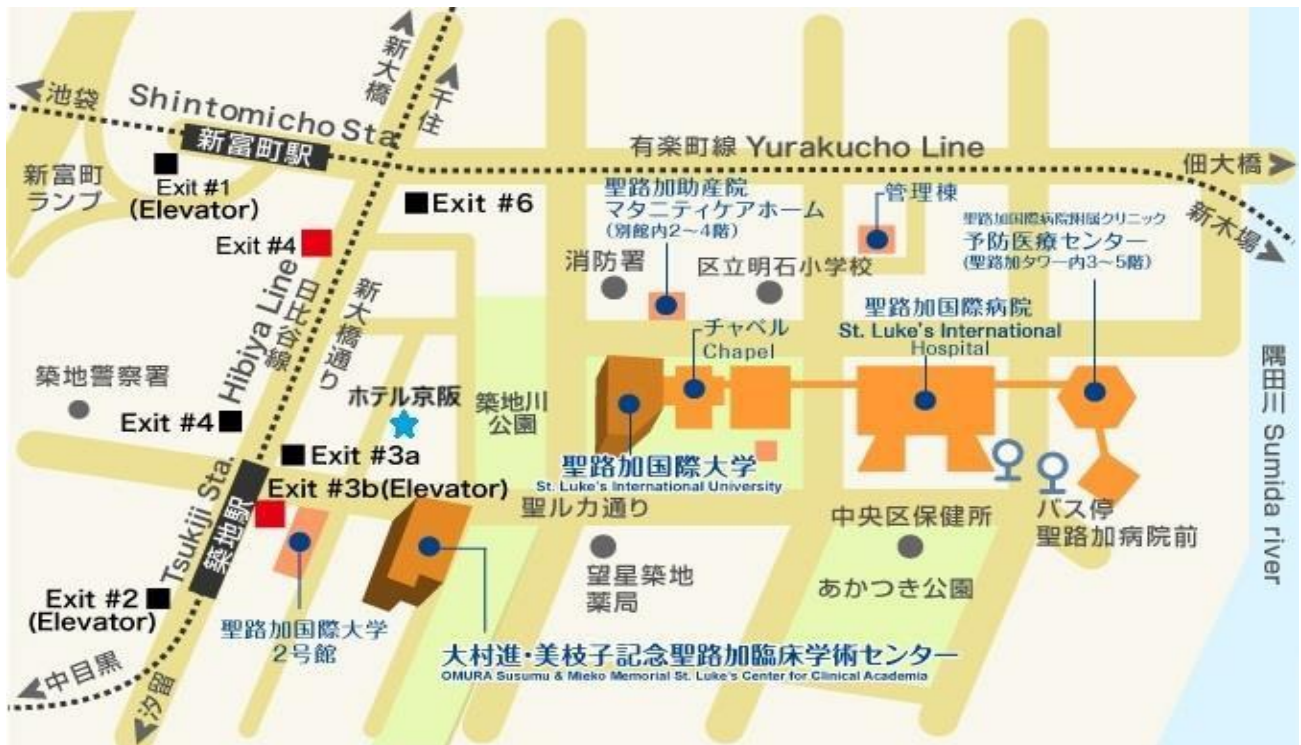 新大橋
千住
池袋
Shintomicho Sta.
新富町駅
有楽町線 Yurakucho Line
佃大橋
新木場
新富町
ランプ
Exit #1
(Elevator)
Exit #6
Exit #4
聖路加助産院
マタニティケアホーム
(別館内2〜4階)
管理棟
聖路加国際病院附属クリニック
予防医療センター
(聖路加タワー内3〜5階)
消防署
区立明石小学校
Hibiya Line
日比谷線
新大橋通り
チャペル
Chapel
聖路加国際病院
St. Luke's International
Hospital
隅田川 Sumida river
築地警察署
Exit #4
ホテル京阪
築地川
公園
Exit #3a
Exit #3b(Elevator)
聖路加国際大学
St. Luke's International University
Tsukiji Sta.
築地駅
聖ルカ通り
中央区保健所
バス停
聖路加病院前
望星築地
薬局
あかつき公園
Exit #2
(Elevator)
聖路加国際大学
2号館
大村進・美枝子記念聖路加臨床学術センター
OMURA Susumu & Mieko Memorial St. Luke's Center for Clinical Academia
中目黒
汐留